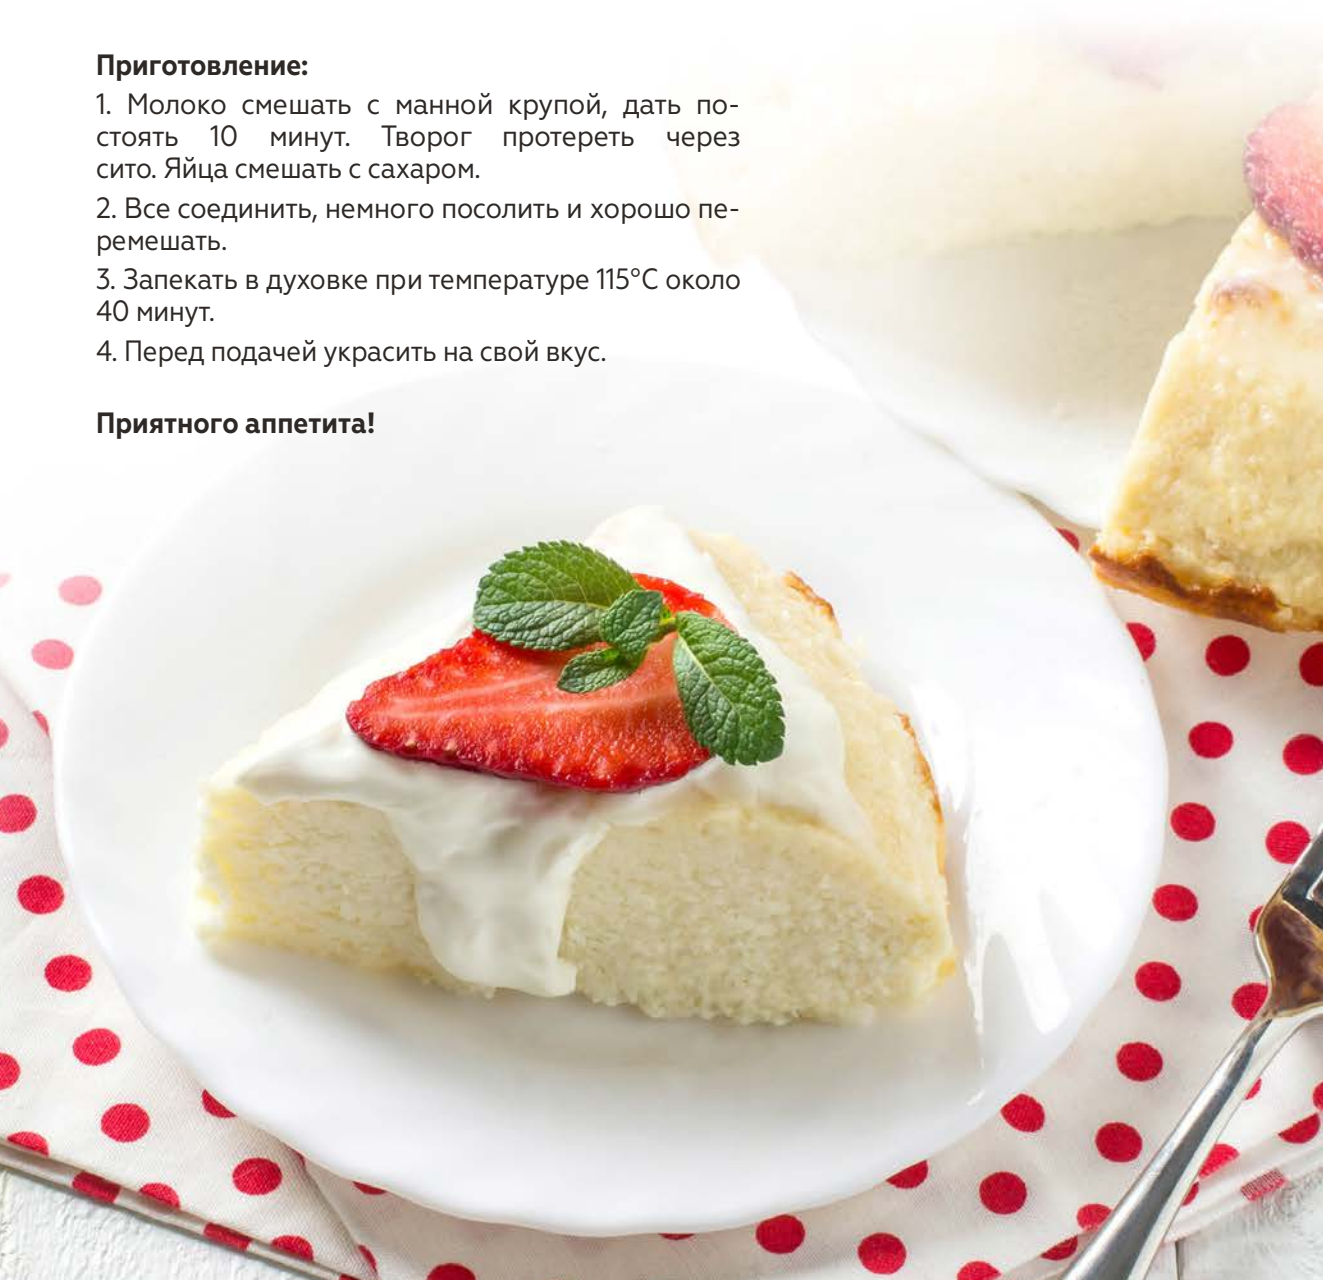 Приготовление:
1. Молоко смешать с манной крупой, дать по-
стоять 10 минут. Творог протереть через
сито. Яйца смешать с сахаром.
2. Все соединить, немного посолить и хорошо пе-
ремешать.
3. Запекать в духовке при температуре 115°С около
40 минут.
4. Перед подачей украсить на свой вкус.
Приятного аппетита!